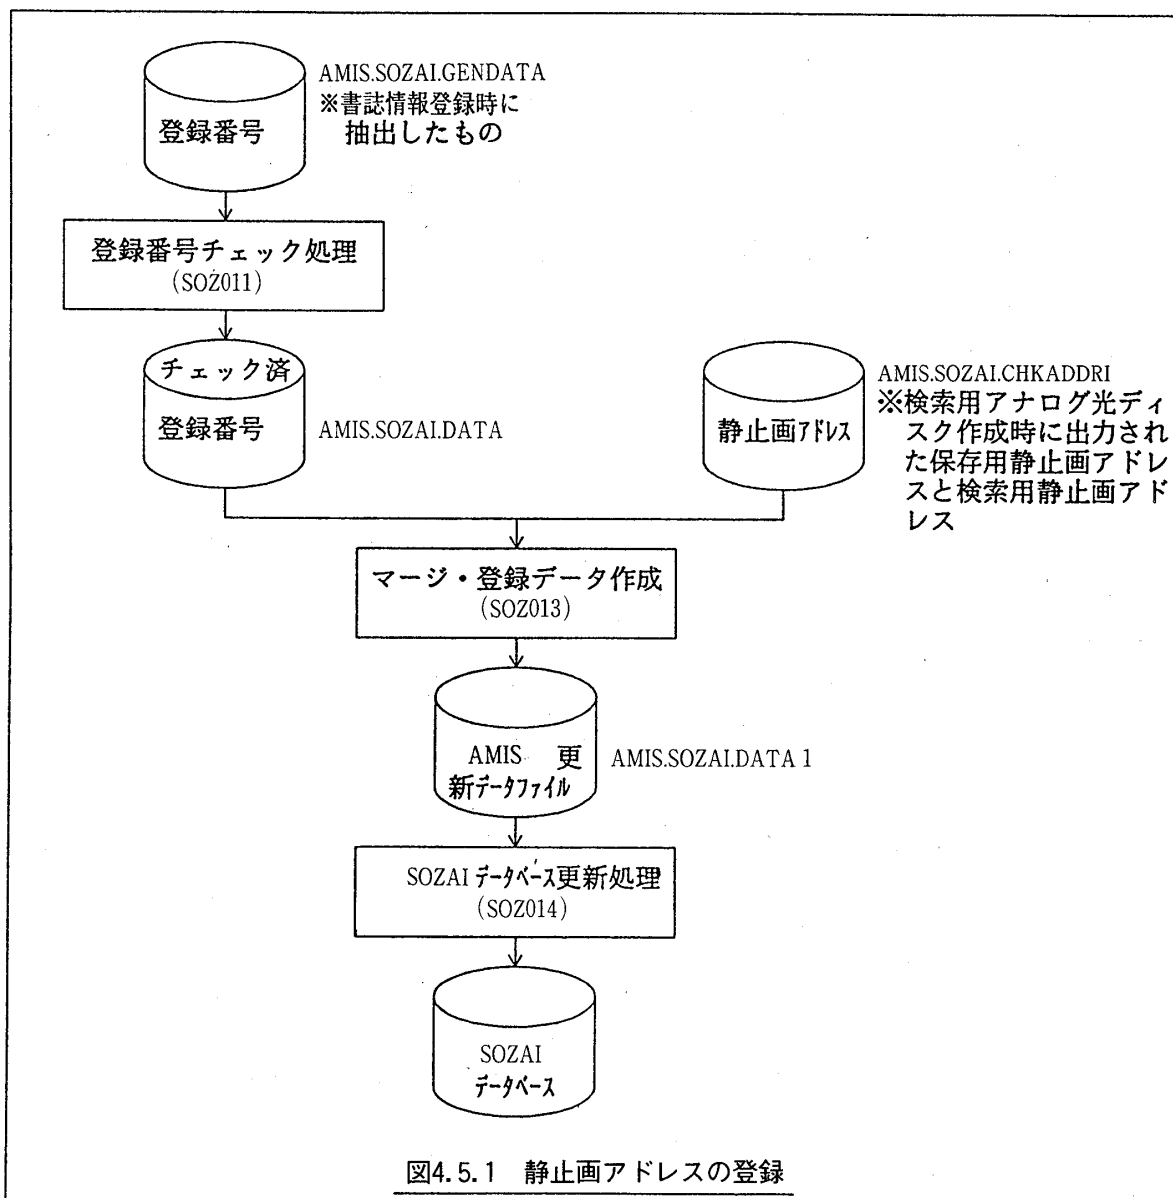 AMIS.SOZAI.GENDATA
※書誌情報登録時に
抽出したもの
登録番号
登録番号チェック処理
(SOZ011)
チェック済
登録番号
AMIS.SOZAI.DATA
静止画アドレス
AMIS.SOZAI.CHKADDRI
※検索用アナログ光ディ
スク作成時に出力され
た保存用静止画アドレ
スと検索用静止画アド
レス
マージ・登録データ作成
(SOZ013)
AMIS 更
新データファイル
AMIS.SOZAI.DATA 1
SOZAI データベース更新処理
(SOZ014)
SOZAI
データベース
図4.5.1 静止画アドレスの登録